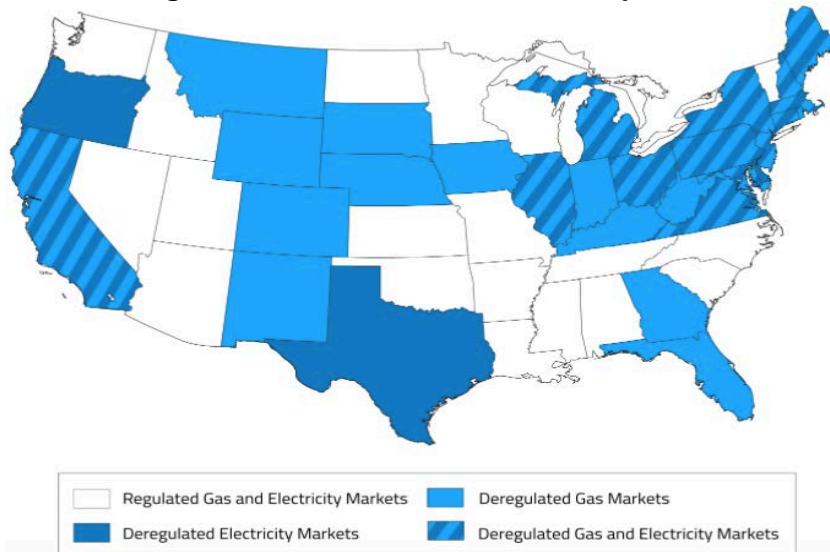 Regulated Gas and Electricity Markets
Deregulated Gas Markets
Deregulated Electricity Markets
Deregulated Gas and Electricity Markets